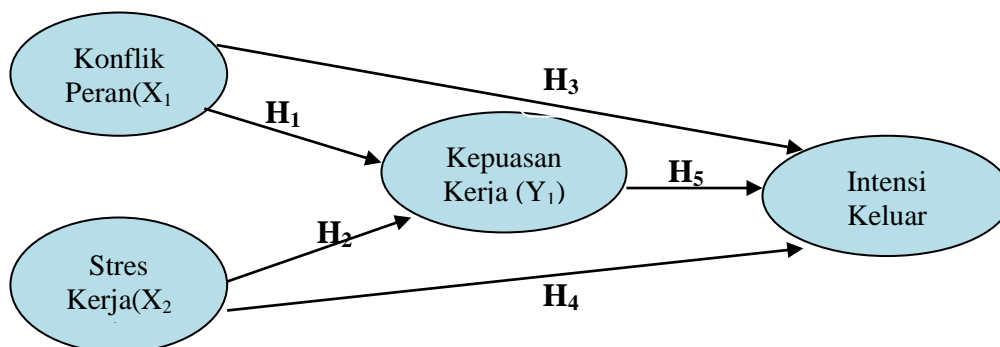 Konflik
Peran(X₁
H₃
H₁
Kepuasan
Kerja (Y₁)
H₅
Intensi
Keluar
H₂
Stres
Kerja(X₂
H₄